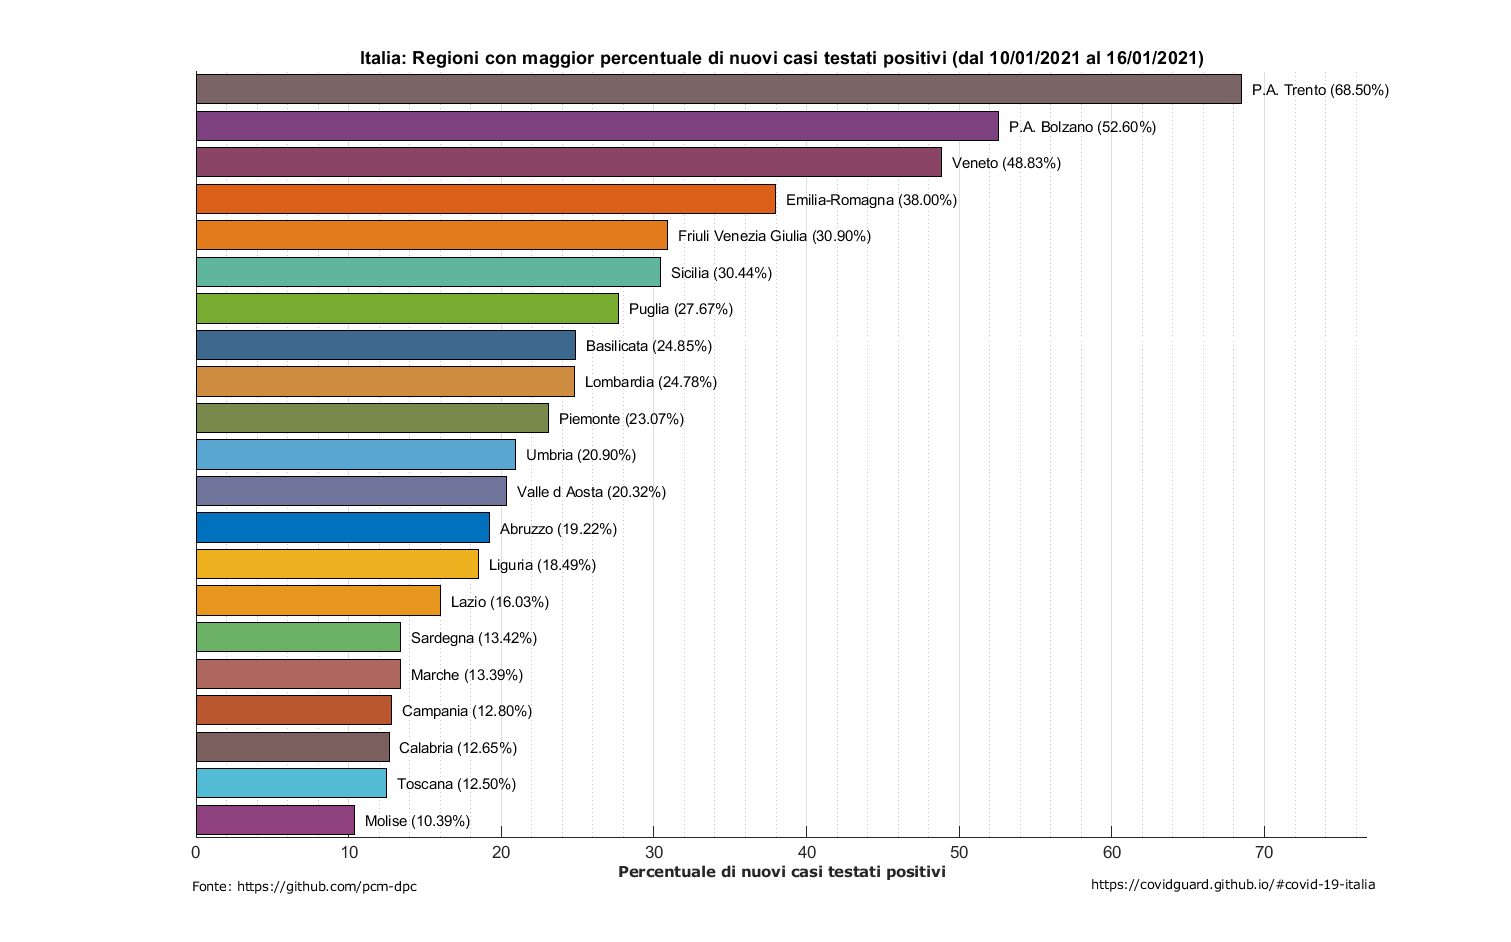 Italia: Regioni con maggior percentuale di nuovi casi testati positivi (dal 10/01/2021 al 16/01/2021)
P.A. Trento (68.50%)
P.A. Bolzano (52.60%)
Veneto (48.83%)
Emilia-Romagna (38.00%)
Friuli Venezia Giulia (30.90%)
Sicilia (30.44%)
Puglia (27.67%)
Basilicata (24.85%)
Lombardia (24.78%)
Piemonte (23.07%)
Umbria (20.90%)
Valle d Aosta (20.32%)
Abruzzo (19.22%)
Liguria (18.49%)
Lazio (16.03%)
Sardegna (13.42%)
Marche (13.39%)
Campania (12.80%)
Calabria (12.65%)
Toscana (12.50%)
Molise (10.39%)
0 10 20 30 40 50 60 70
Percentuale di nuovi casi testati positivi
Fonte: https://github.com/pcm-dpc
https://covidguard.github.io/#covid-19-italia